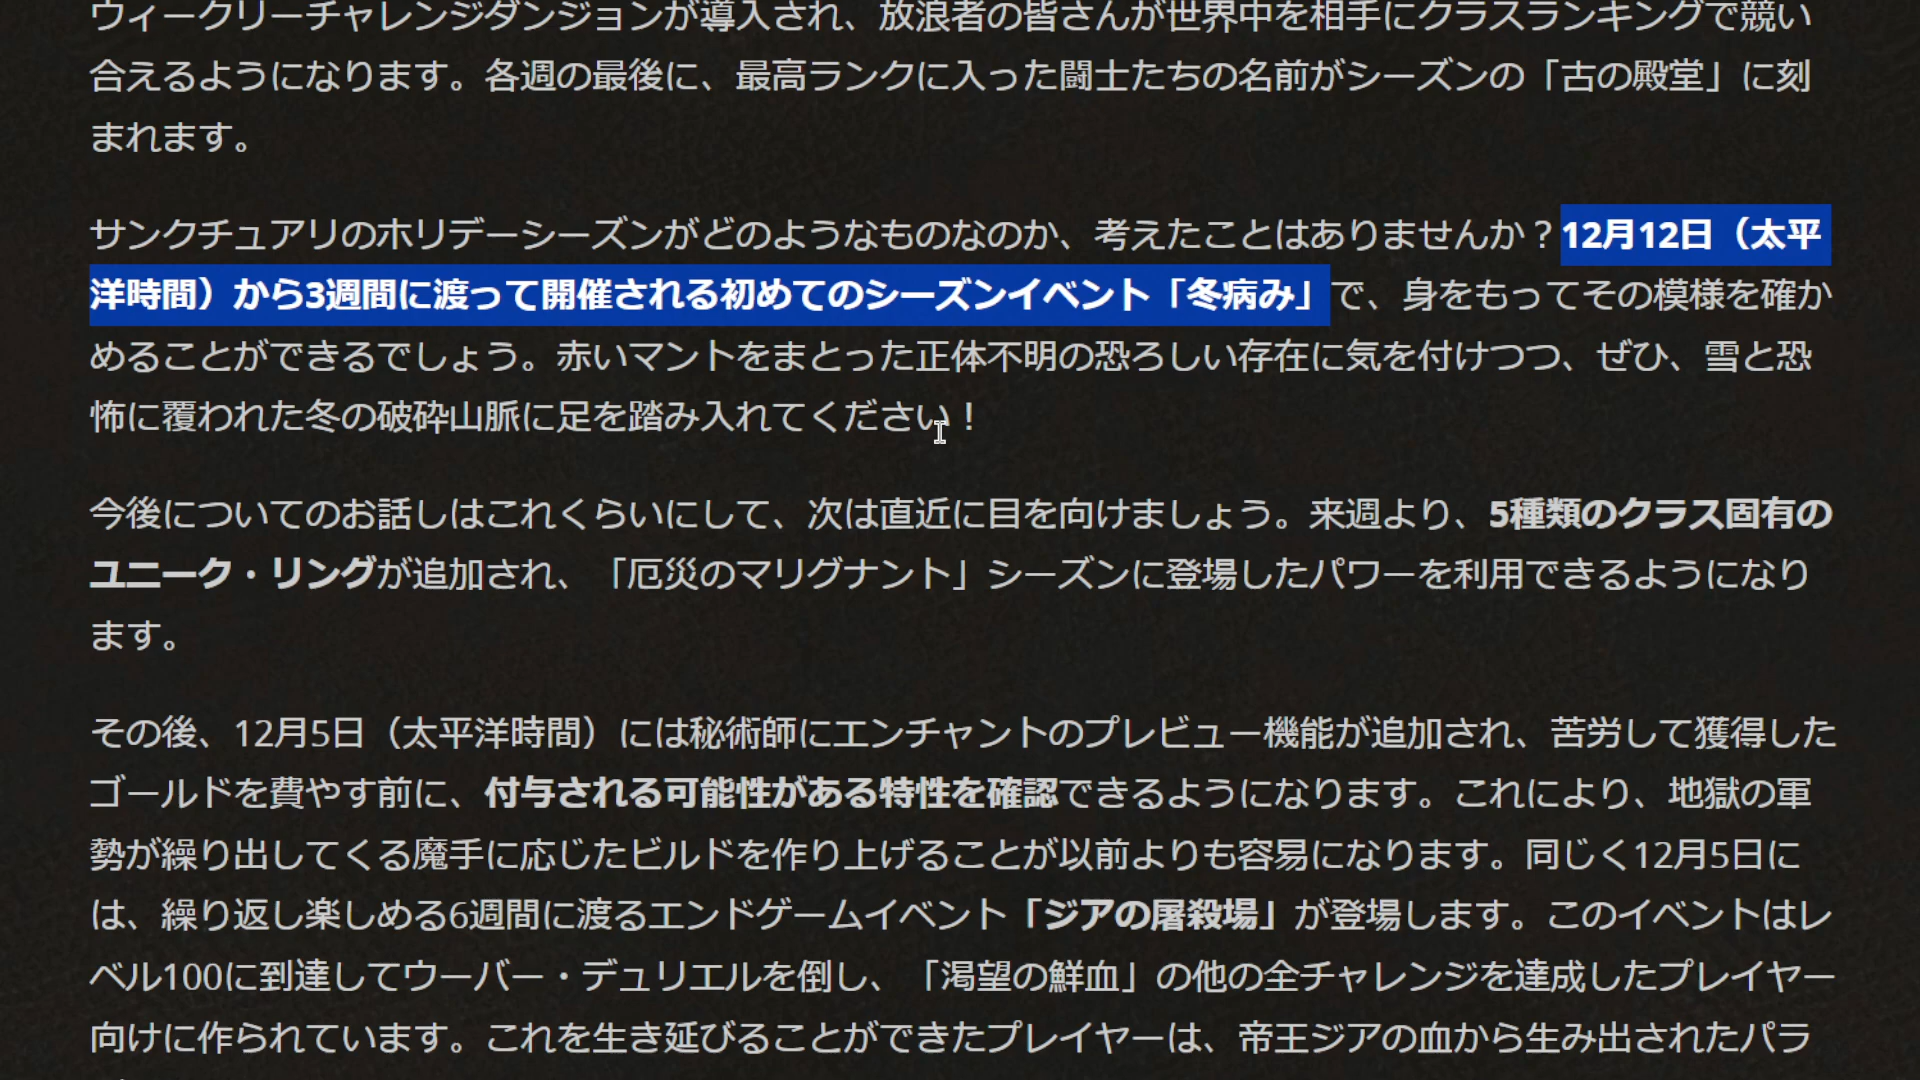 ウィークリーチャレンジダンジョンが導入され、放浪者の皆さんが世界中を相手にクラスランキングで競い
合えるようになります。各週の最後に、最高ランクに入った闘士たちの名前がシーズンの「古の殿堂」に刻
まれます。
サンクチュアリのホリデーシーズンがどのようなものなのか、考えたことはありませんか？12月12日（太平
洋時間）から3週間に渡って開催される初めてのシーズンイベント「冬病み」で、身をもってその模様を確か
めることができるでしょう。赤いマントをまとった正体不明の恐ろしい存在に気を付けつつ、ぜひ、雪と恐
怖に覆われた冬の破砕山脈に足を踏み入れてください！
今後についてのお話しはこれくらいにして、次は直近に目を向けましょう。来週より、5種類のクラス固有の
ユニーク・リングが追加され、「厄災のマリグナント」シーズンに登場したパワーを利用できるようになり
ます。
その後、12月5日（太平洋時間）には秘術師にエンチャントのプレビュー機能が追加され、苦労して獲得した
ゴールドを費やす前に、付与される可能性がある特性を確認できるようになります。これにより、地獄の軍
勢が繰り出してくる魔手に応じたビルドを作り上げることが以前よりも容易になります。同じく12月5日に
は、繰り返し楽しめる6週間に渡るエンドゲームイベント「ジアの屠殺場」が登場します。このイベントはレ
ベル100に到達してウーバー・デュリエルを倒し、「渇望の鮮血」の他の全チャレンジを達成したプレイヤー
向けに作られています。これを生き延びることができたプレイヤーは、帝王ジアの血から生み出されたパラ